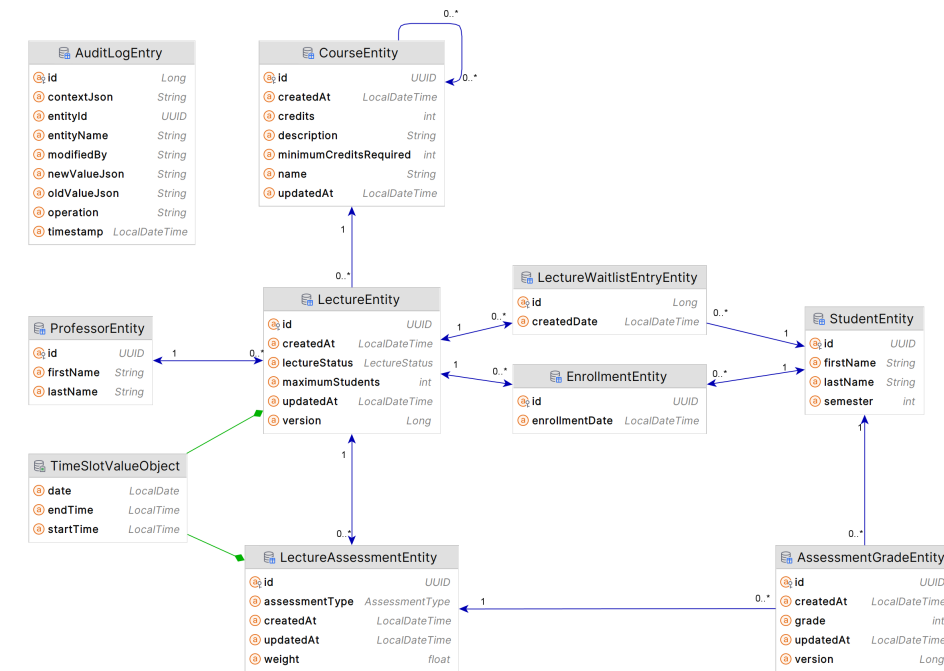 0..*
0..*
AuditLogEntry
id Long
contextJson String
entityId UUID
entityName String
modifiedBy String
newValueJson String
oldValueJson String
operation String
timestamp LocalDateTime
CourseEntity
id UUID
createdAt LocalDateTime
credits int
description String
minimumCreditsRequired int
name String
updatedAt LocalDateTime
1
0..*
ProfessorEntity
id UUID
firstName String
lastName String
1
0..*
LectureEntity
id UUID
createdAt LocalDateTime
lectureStatus LectureStatus
maximumStudents int
updatedAt LocalDateTime
version Long
1
0..*
1
0..*
LectureWaitlistEntryEntity
id Long
createdDate LocalDateTime
0..*
1
EnrollmentEntity
id UUID
enrollmentDate LocalDateTime
0..*
1
StudentEntity
id UUID
firstName String
lastName String
semester int
TimeSlotValueObject
date LocalDate
endTime LocalTime
startTime LocalTime
1
0..*
LectureAssessmentEntity
id UUID
assessmentType AssessmentType
createdAt LocalDateTime
updatedAt LocalDateTime
weight float
1
0..*
1
0..*
AssessmentGradeEntity
id UUID
createdAt LocalDateTime
grade int
updatedAt LocalDateTime
version Long